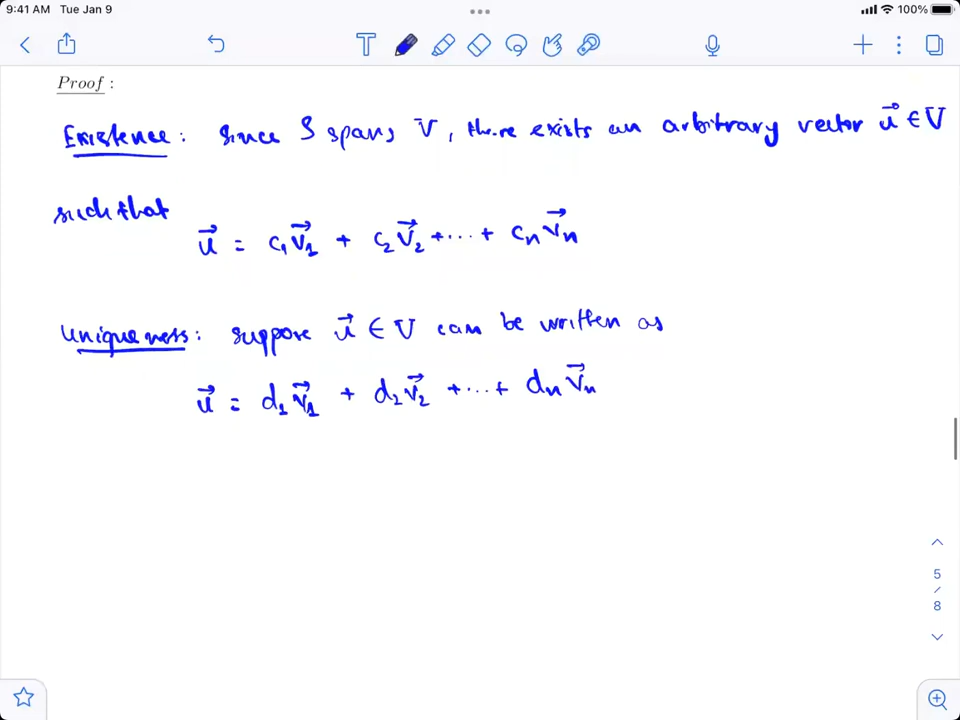 9:41 AM Tue Jan 9
100%
Proof :
Existence : Since S spans V, there exists an arbitrary vector u⃗ ∈ V
such that
u⃗ = c₁v⃗₁ + c₂v⃗₂ + ⋯ + cₙv⃗ₙ
Uniqueness : suppose u⃗ ∈ V can be written as
u⃗ = d₁v⃗₁ + d₂v⃗₂ + ⋯ + dₙv⃗ₙ
5
/
8